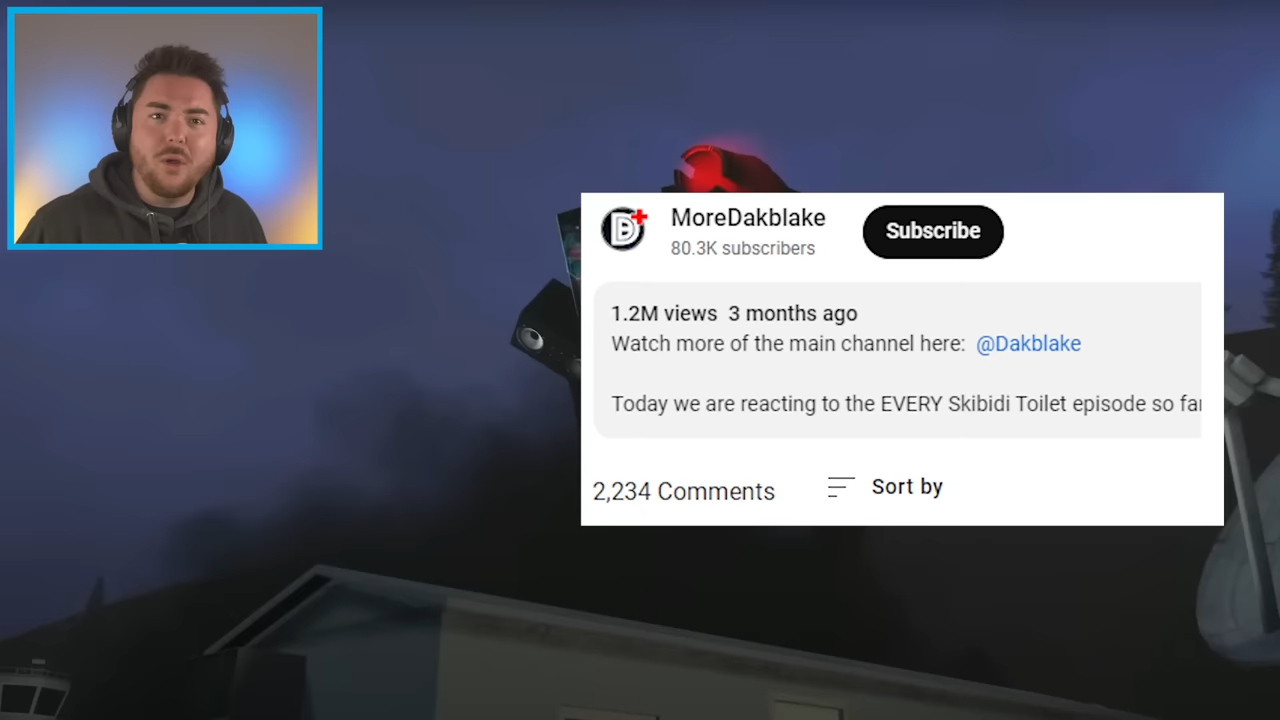 MoreDakblake
80.3K subscribers
Subscribe
1.2M views 3 months ago
Watch more of the main channel here: @Dakblake
Today we are reacting to the EVERY Skibidi Toilet episode so far
2,234 Comments
Sort by